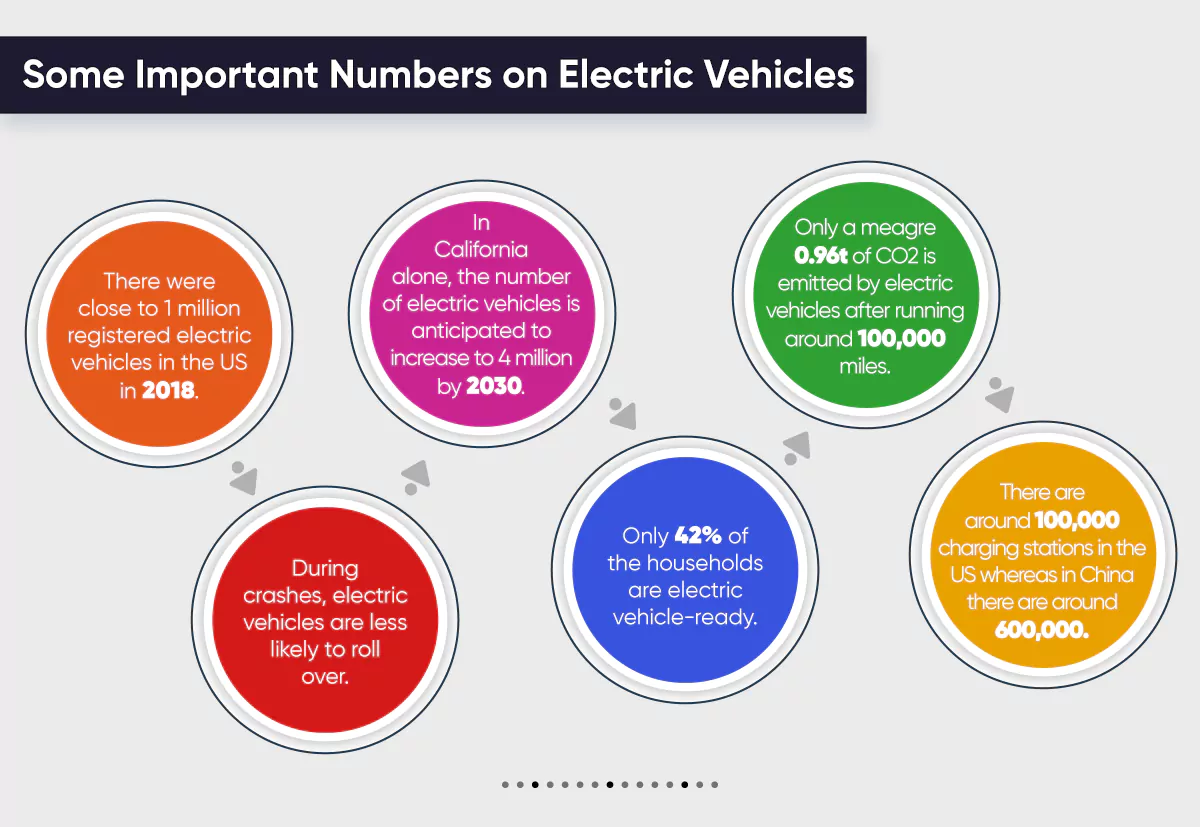 Some Important Numbers on Electric Vehicles
There were
close to 1 million
registered electric
vehicles in the US
in 2018.
During
crashes, electric
vehicles are less
likely to roll
over.
In
California
alone, the number
of electric vehicles is
anticipated to
increase to 4 million
by 2030.
Only 42% of
the households
are electric
vehicle-ready.
Only a meagre
0.96t of CO2 is
emitted by electric
vehicles after running
around 100,000
miles.
There are
around 100,000
charging stations in the
US whereas in China
there are around
600,000.